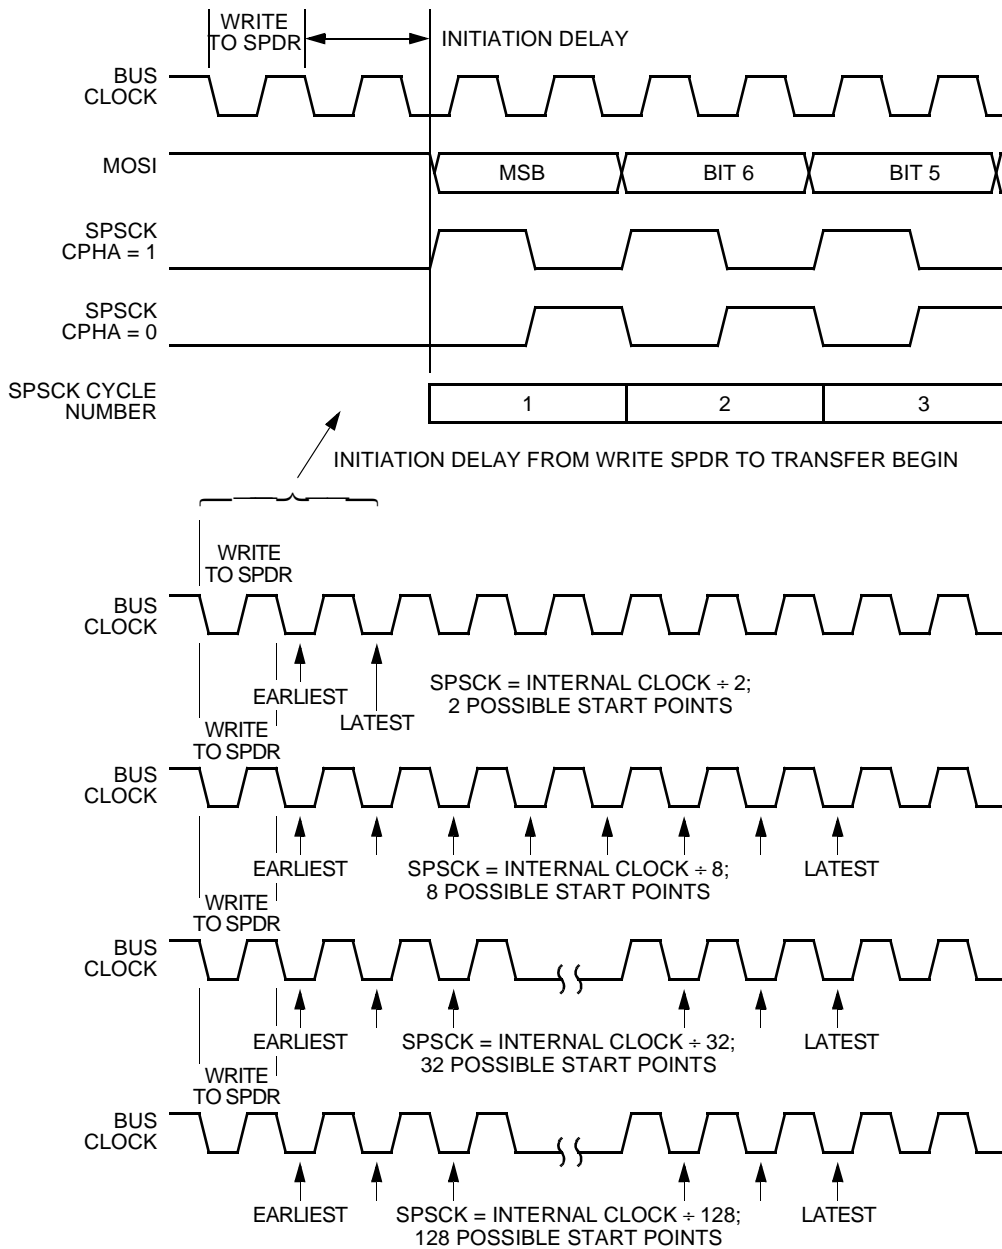 WRITE
TO SPDR
INITIATION DELAY
BUS
CLOCK
MOSI
MSB
BIT 6
BIT 5
SPSCK
CPHA = 1
SPSCK
CPHA = 0
SPSCK CYCLE
NUMBER
1
2
3
INITIATION DELAY FROM WRITE SPDR TO TRANSFER BEGIN
WRITE
TO SPDR
BUS
CLOCK
EARLIEST
LATEST
SPSCK = INTERNAL CLOCK ÷ 2;
2 POSSIBLE START POINTS
WRITE
TO SPDR
BUS
CLOCK
EARLIEST
SPSCK = INTERNAL CLOCK ÷ 8;
8 POSSIBLE START POINTS
LATEST
WRITE
TO SPDR
BUS
CLOCK
EARLIEST
SPSCK = INTERNAL CLOCK ÷ 32;
32 POSSIBLE START POINTS
LATEST
WRITE
TO SPDR
BUS
CLOCK
EARLIEST
SPSCK = INTERNAL CLOCK ÷ 128;
128 POSSIBLE START POINTS
LATEST